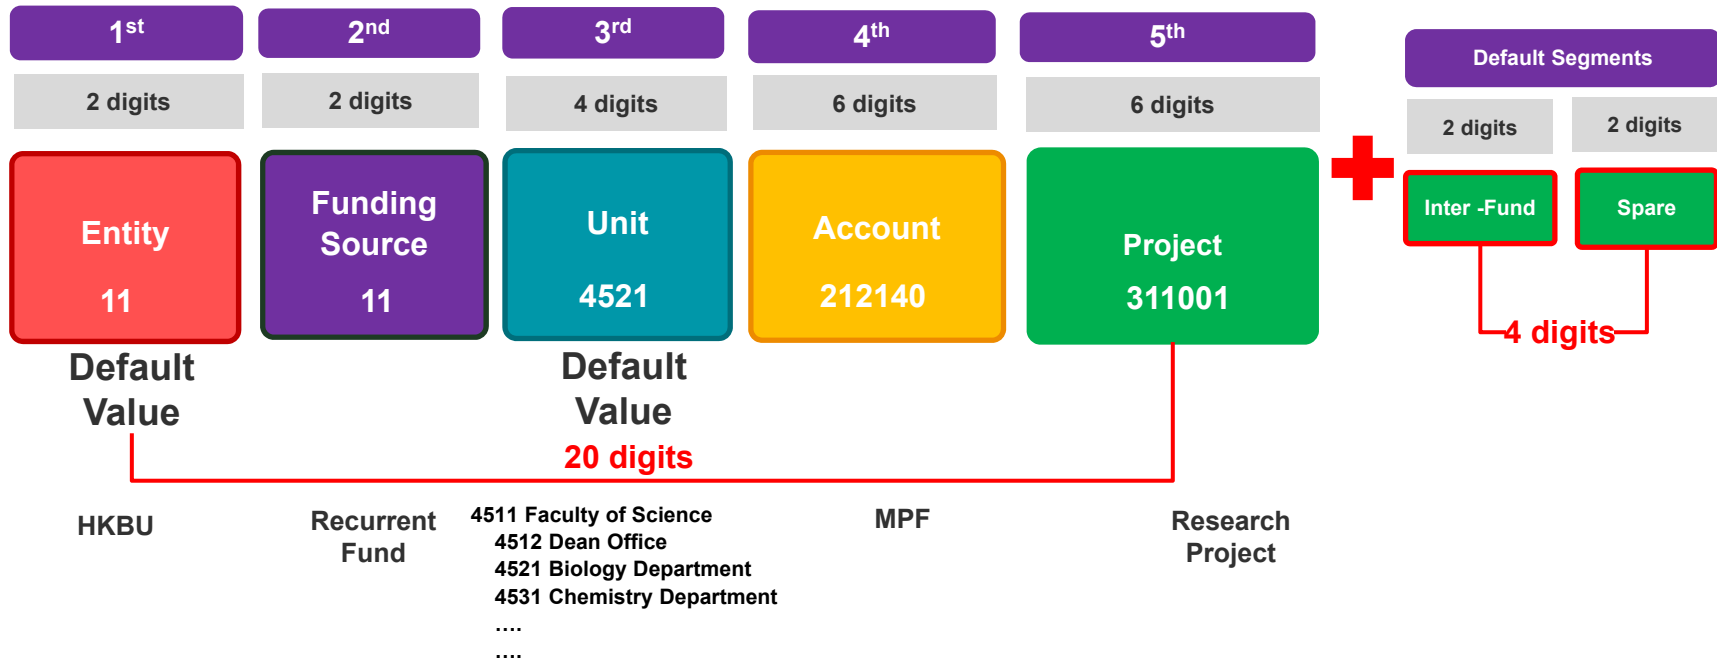 1st
2nd
3rd
4th
5th
Default Segments
2 digits
2 digits
4 digits
6 digits
6 digits
2 digits
2 digits
Entity
11
Funding
Source
11
Unit
4521
Account
212140
Project
311001
Inter -Fund
Spare
4 digits
Default
Value
Default
Value
20 digits
HKBU
Recurrent
Fund
4511 Faculty of Science
4512 Dean Office
4521 Biology Department
4531 Chemistry Department
....
....
MPF
Research
Project